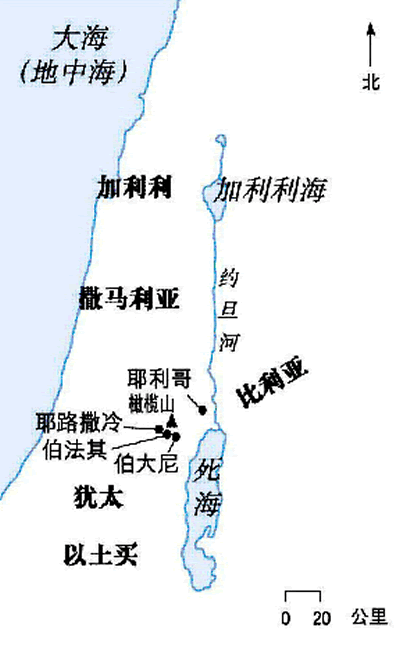 大海
(地中海)
北
加利利
加利利海
撒马利亚
约旦河
耶利哥
比利亚
橄榄山
耶路撒冷
伯法其
伯大尼
死海
犹太
以土买
0 20 公里